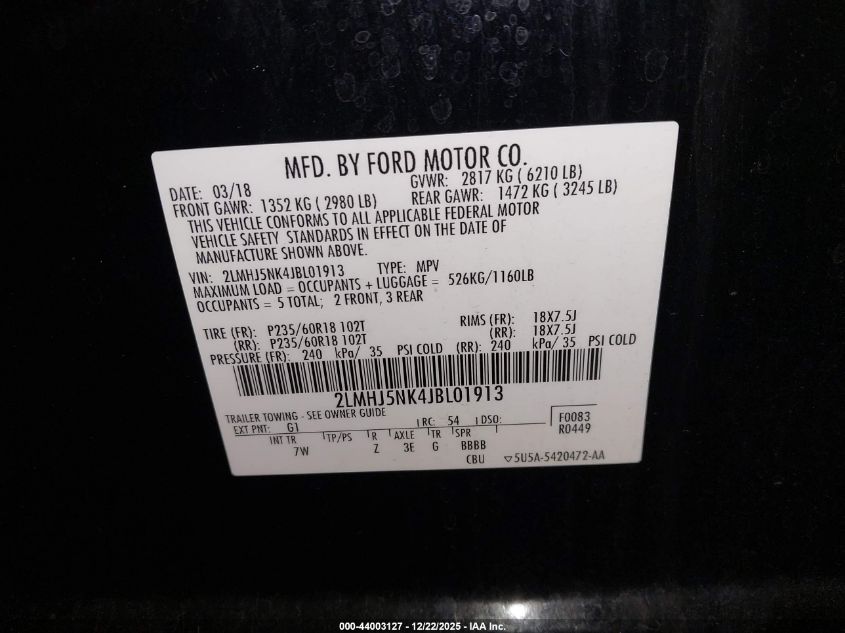 MFD. BY FORD MOTOR CO.
DATE: 03/18 GVWR: 2817 KG ( 6210 LB)
FRONT GAWR: 1352 KG ( 2980 LB) REAR GAWR: 1472 KG ( 3245 LB)
THIS VEHICLE CONFORMS TO ALL APPLICABLE FEDERAL MOTOR
VEHICLE SAFETY STANDARDS IN EFFECT ON THE DATE OF
MANUFACTURE SHOWN ABOVE.
VIN: 2LMHJ5NK4JBL01913 TYPE: MPV
MAXIMUM LOAD = OCCUPANTS + LUGGAGE = 526KG/1160LB
OCCUPANTS = 5 TOTAL; 2 FRONT, 3 REAR
TIRE (FR): P235/60R18 102T RIMS (FR): 18X7.5J
(RR): P235/60R18 102T (RR): 18X7.5J
PRESSURE (FR): 240 kPa/ 35 PSI COLD (RR): 240 kPa/ 35 PSI COLD
2LMHJ5NK4JBL01913
TRAILER TOWING - SEE OWNER GUIDE
EXT PNT: G1 RC: 54 DSO: F0083
R0449
INT TR TP/PS R AXLE TR SPR
7W Z 3E G BBBB
CBU ▽5U5A-5420472-AA
000-44003127 - 12/22/2025 - IAA Inc.